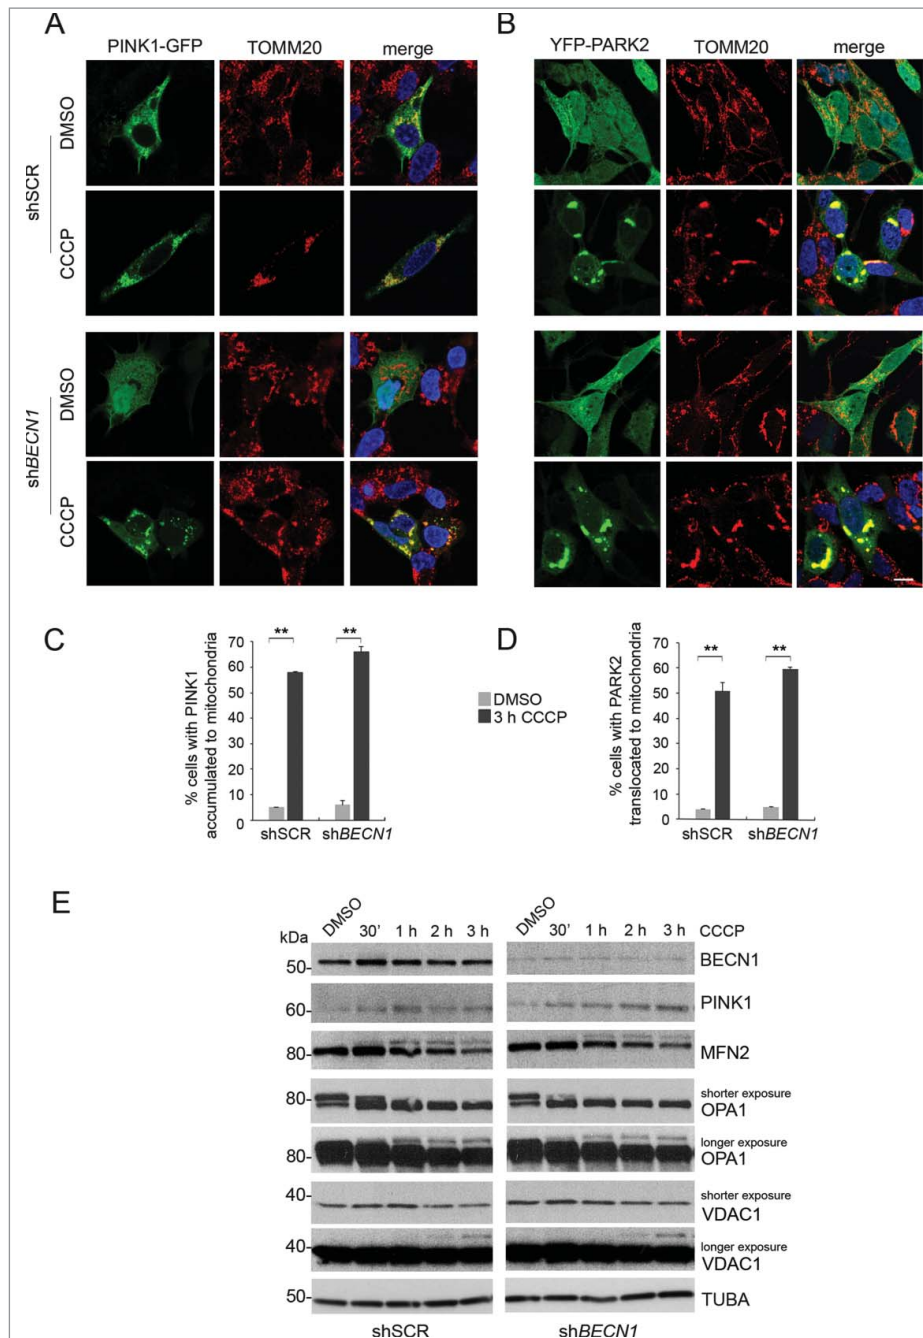 A
B
PINK1-GFP TOMM20 merge
YFP-PARK2 TOMM20 merge
shSCR
DMSO
CCCP
shBECN1
DMSO
CCCP
C
% cells with PINK1
accumulated to mitochondria
70
60
50
40
30
20
10
0
** **
shSCR shBECN1
DMSO
3 h CCCP
D
% cells with PARK2
translocated to mitochondria
70
60
50
40
30
20
10
0
** **
shSCR shBECN1
E
kDa DMSO 30' 1 h 2 h 3 h DMSO 30' 1 h 2 h 3 h CCCP
50- BECN1
60- PINK1
80- MFN2
80- shorter exposure
OPA1
80- longer exposure
OPA1
40- shorter exposure
VDAC1
40- longer exposure
VDAC1
50- TUBA
shSCR shBECN1